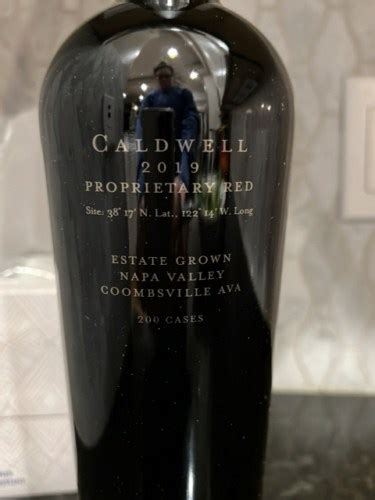 CALDWELL
2019
PROPRIETARY RED
Site: 38° 17' N. Lat., 122° 14' W. Long
ESTATE GROWN
NAPA VALLEY
COOMBSVILLE AVA
200 CASES